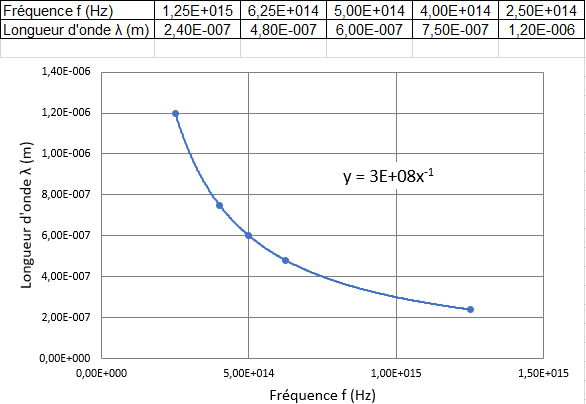 Fréquence f (Hz) 1,25E+015 6,25E+014 5,00E+014 4,00E+014 2,50E+014
Longueur d'onde λ (m) 2,40E-007 4,80E-007 6,00E-007 7,50E-007 1,20E-006
1,40E-006
1,20E-006
1,00E-006
8,00E-007
6,00E-007
4,00E-007
2,00E-007
0,00E+000
Longueur d'onde λ (m)
y = 3E+08x⁻¹
0,00E+000 5,00E+014 1,00E+015 1,50E+015
Fréquence f (Hz)